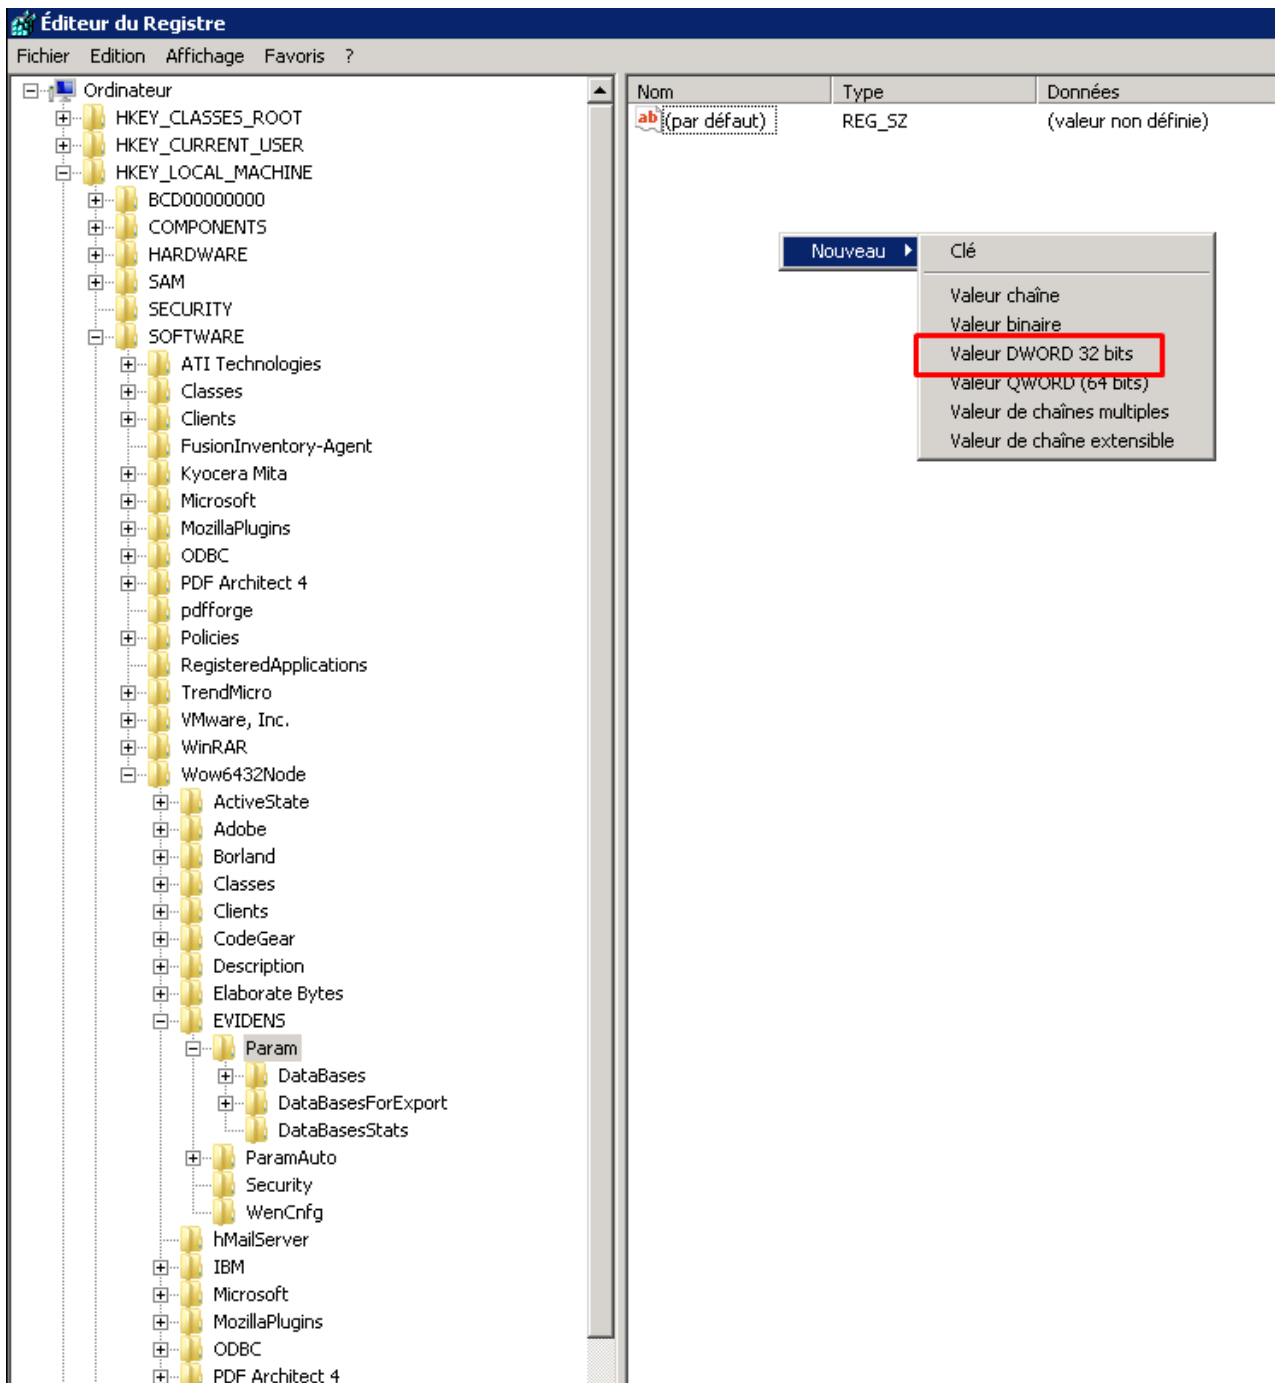 Éditeur du Registre
Fichier Edition Affichage Favoris ?
Ordinateur
HKEY_CLASSES_ROOT
HKEY_CURRENT_USER
HKEY_LOCAL_MACHINE
BCD00000000
COMPONENTS
HARDWARE
SAM
SECURITY
SOFTWARE
ATI Technologies
Classes
Clients
FusionInventory-Agent
Kyocera Mita
Microsoft
MozillaPlugins
ODBC
PDF Architect 4
pdfforge
Policies
RegisteredApplications
TrendMicro
VMware, Inc.
WinRAR
Wow6432Node
ActiveState
Adobe
Borland
Classes
Clients
CodeGear
Description
Elaborate Bytes
EVIDENS
Param
DataBases
DataBasesForExport
DataBasesStats
ParamAuto
Security
WenCnfg
hMailServer
IBM
Microsoft
MozillaPlugins
ODBC
PDF Architect 4
Nom Type Données
ab (par défaut) REG_SZ (valeur non définie)
Nouveau
Clé
Valeur chaîne
Valeur binaire
Valeur DWORD 32 bits
Valeur QWORD (64 bits)
Valeur de chaînes multiples
Valeur de chaîne extensible